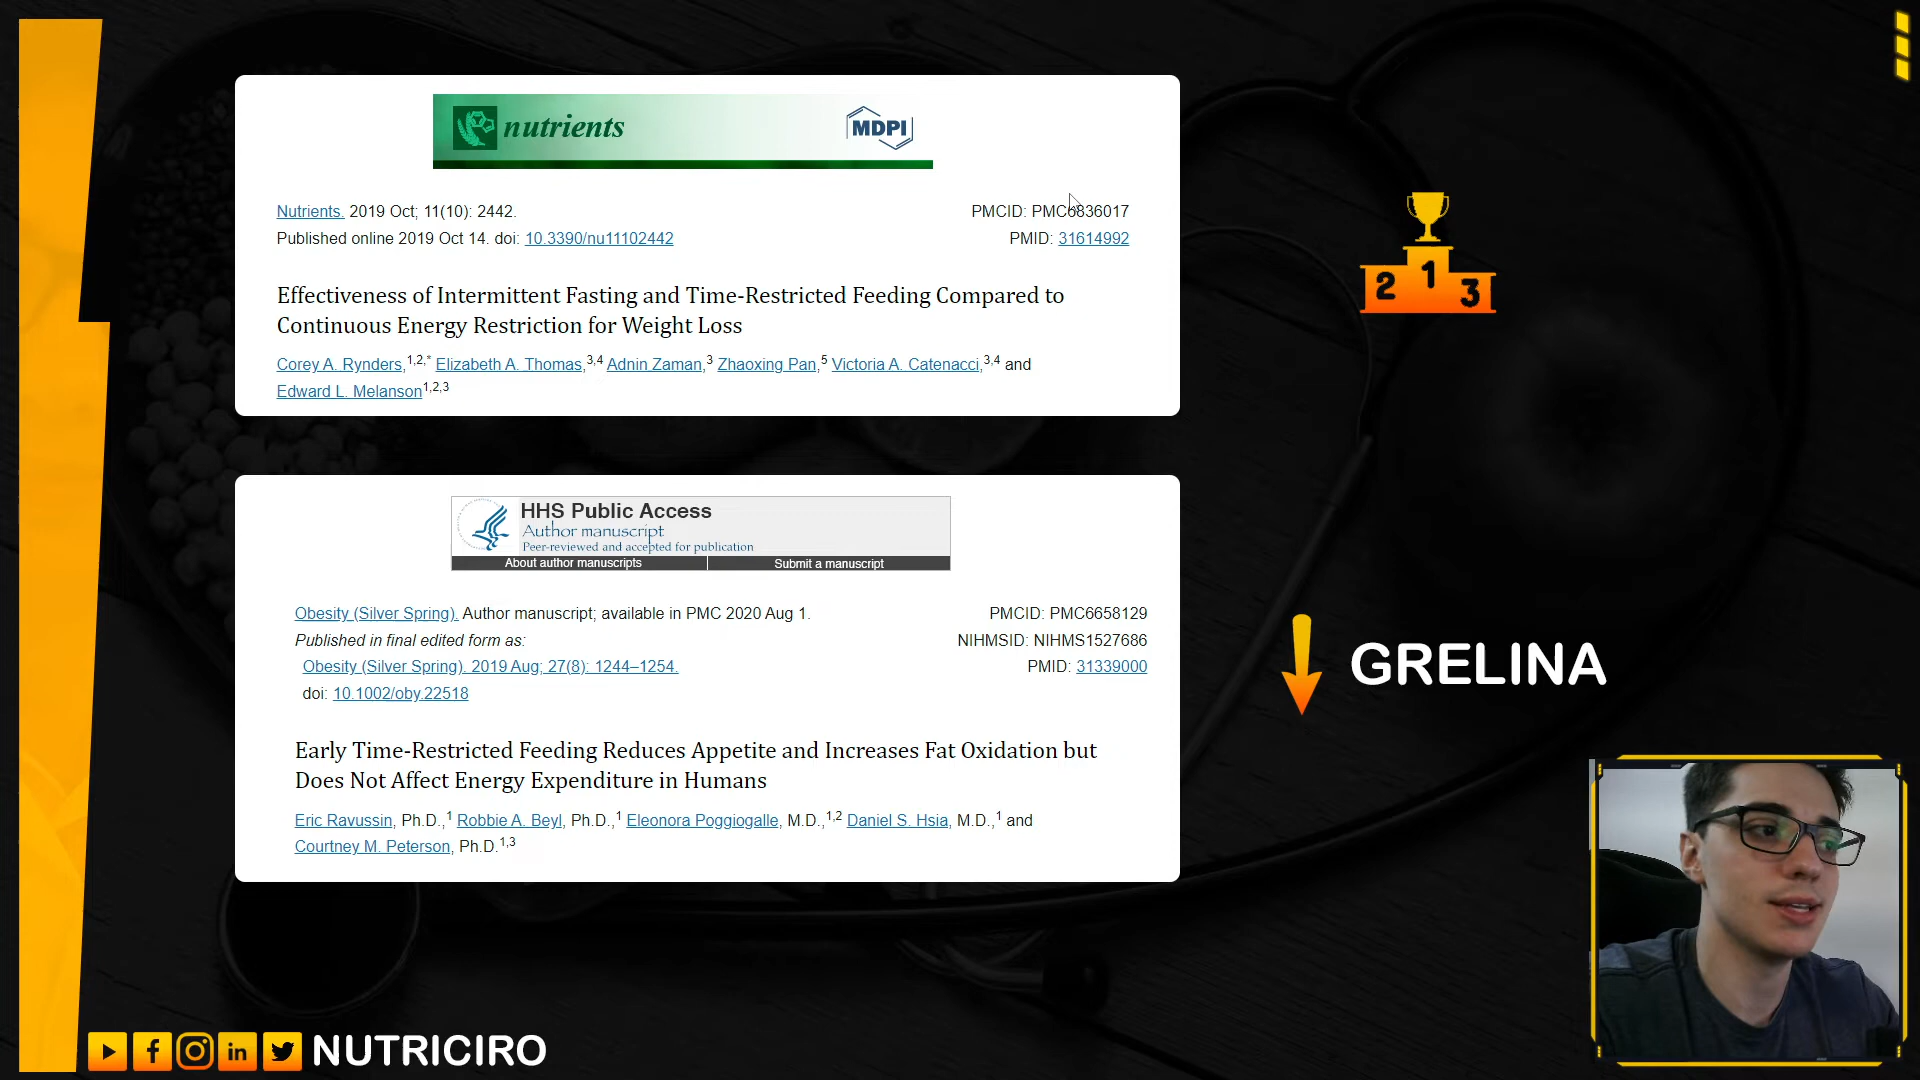 nutrients
MDPI
Nutrients. 2019 Oct; 11(10): 2442.
PMCID: PMC6836017
Published online 2019 Oct 14. doi: 10.3390/nu11102442
PMID: 31614992
Effectiveness of Intermittent Fasting and Time-Restricted Feeding Compared to
Continuous Energy Restriction for Weight Loss
Corey A. Rynders,1,2,* Elizabeth A. Thomas,3,4 Adnin Zaman,3 Zhaoxing Pan,5 Victoria A. Catenacci,3,4 and
Edward L. Melanson1,2,3
2 1 3
HHS Public Access
Author manuscript
Peer-reviewed and accepted for publication
About author manuscripts
Submit a manuscript
Obesity (Silver Spring). Author manuscript; available in PMC 2020 Aug 1.
PMCID: PMC6658129
Published in final edited form as:
NIHMSID: NIHMS1527686
Obesity (Silver Spring). 2019 Aug; 27(8): 1244–1254.
PMID: 31339000
doi: 10.1002/oby.22518
Early Time-Restricted Feeding Reduces Appetite and Increases Fat Oxidation but
Does Not Affect Energy Expenditure in Humans
Eric Ravussin, Ph.D.,1 Robbie A. Beyl, Ph.D.,1 Eleonora Poggiogalle, M.D.,1,2 Daniel S. Hsia, M.D.,1 and
Courtney M. Peterson, Ph.D.1,3
GRELINA
f
in
NUTRICIRO